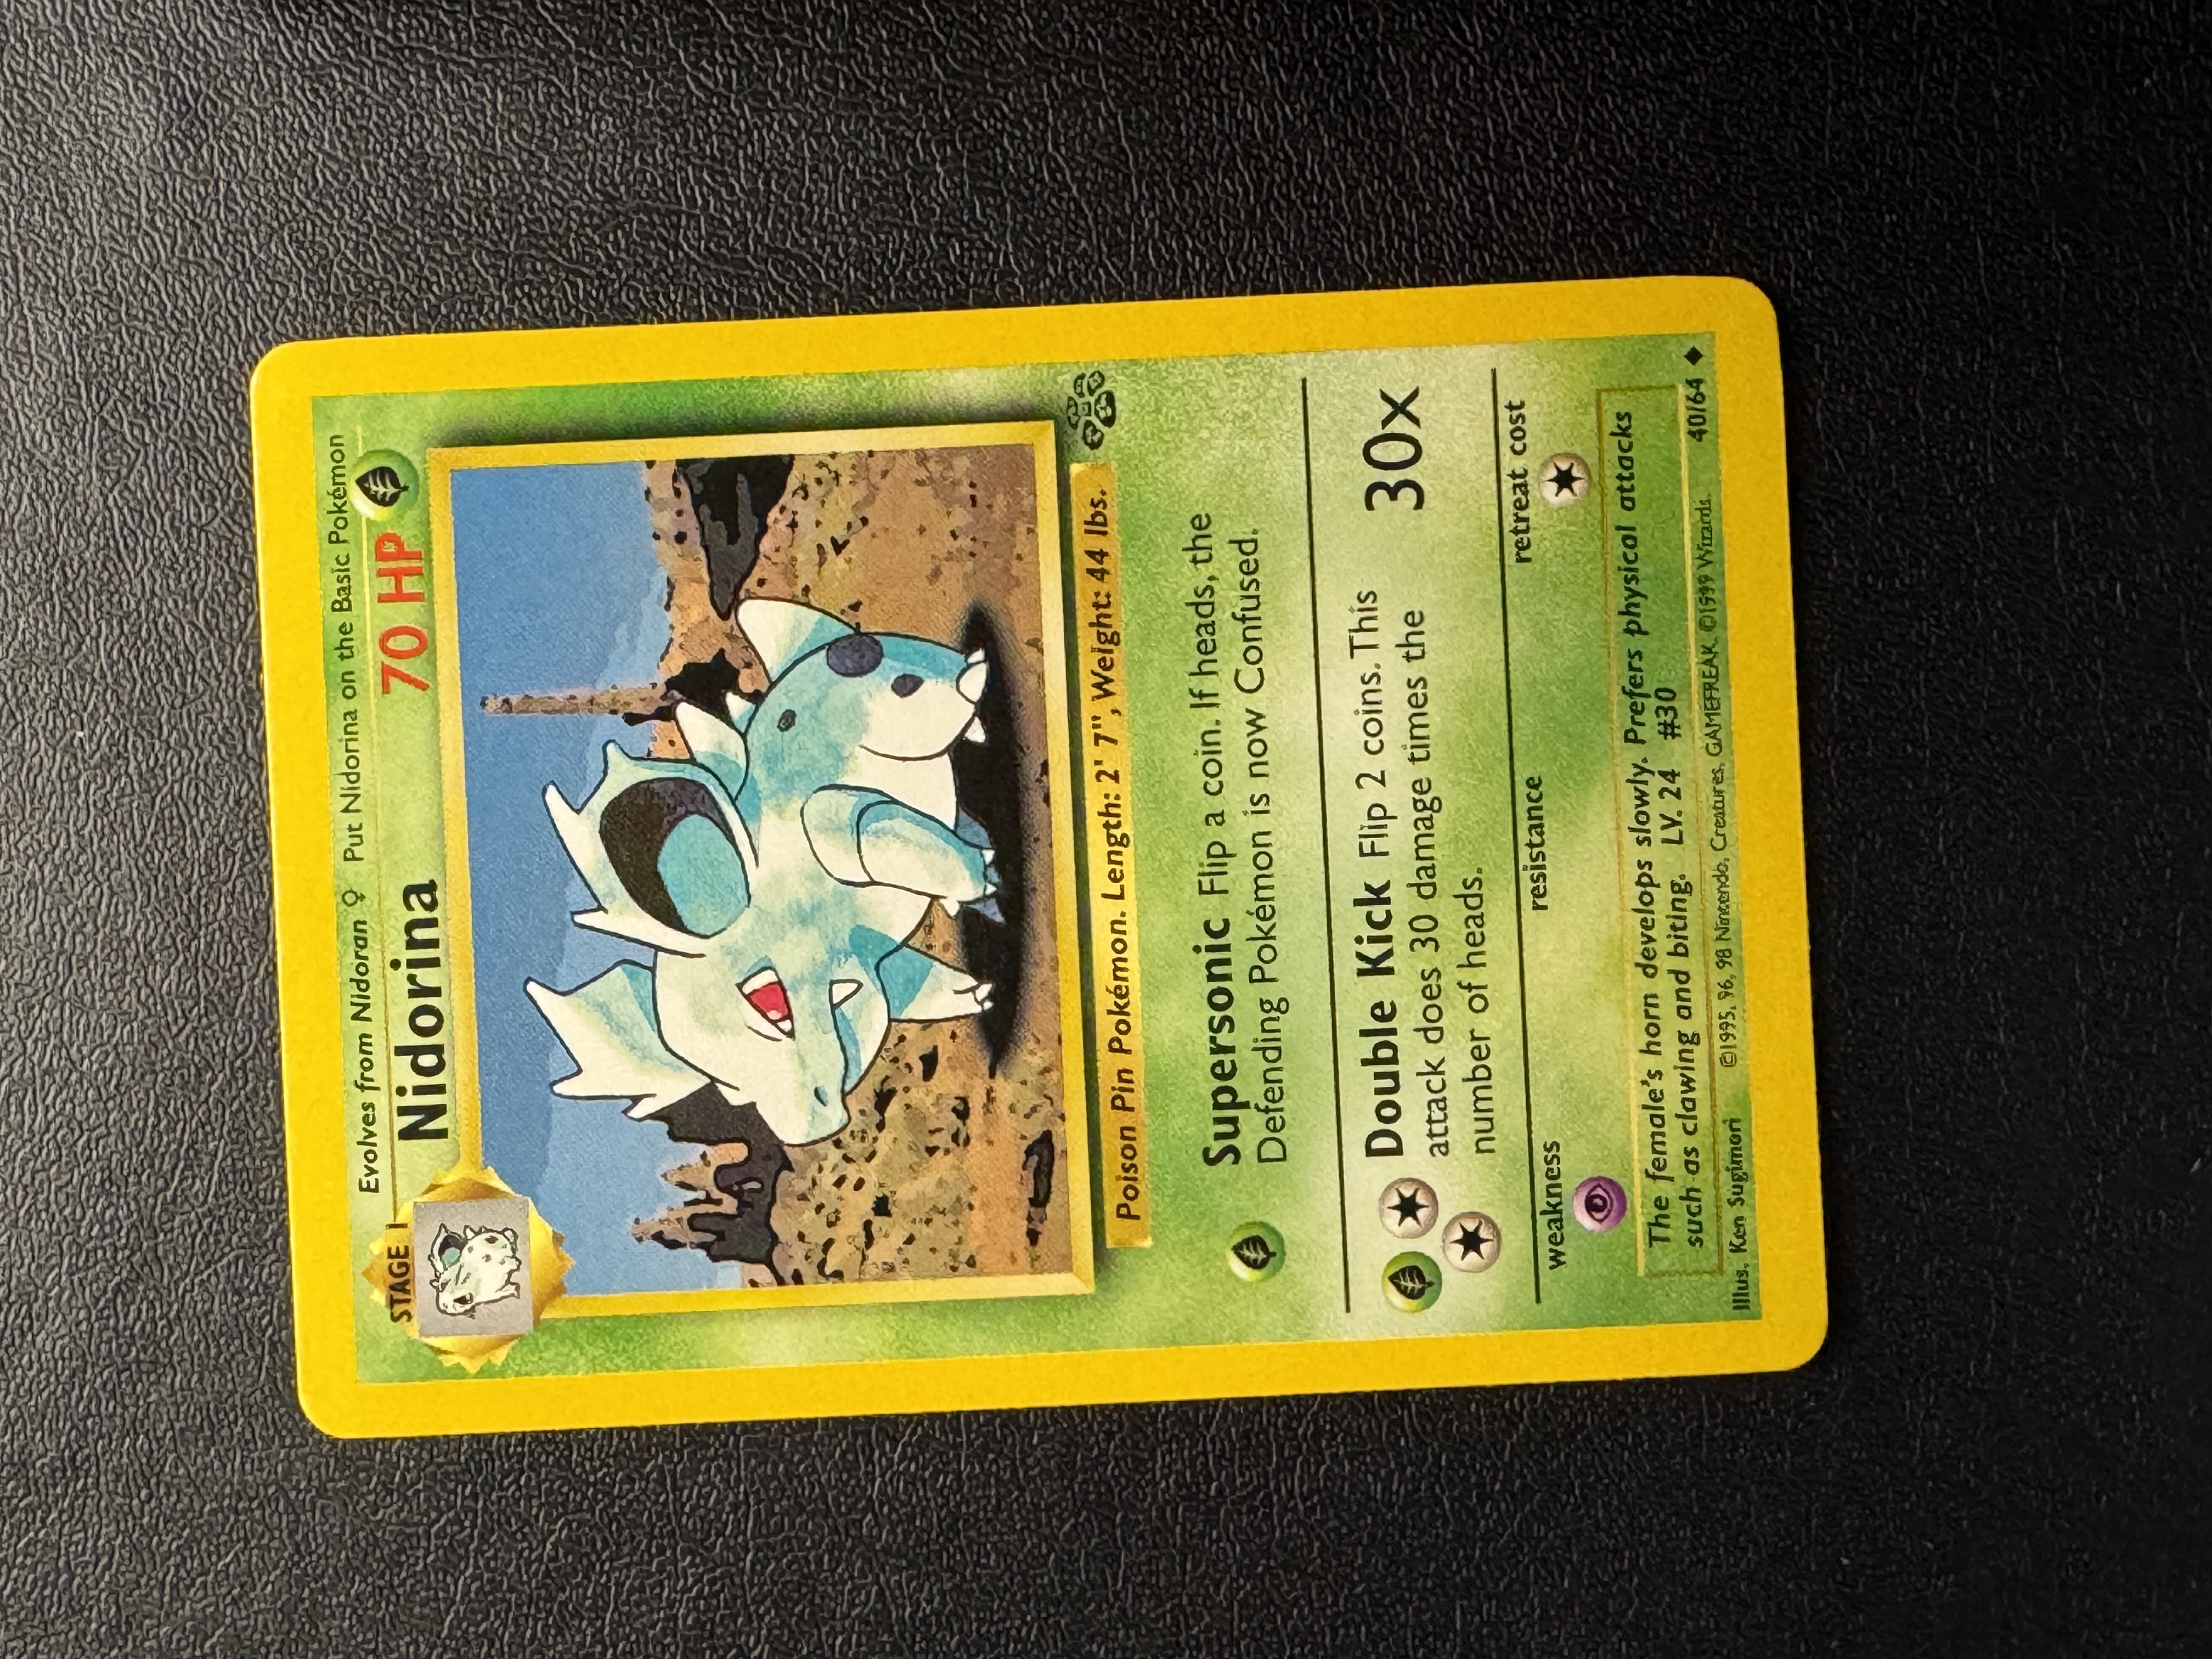 Evolves from Nidoran ♀ Put Nidorina on the Basic Pokémon
STAGE 1
Nidorina 70 HP
Poison Pin Pokémon. Length: 2' 7", Weight: 44 lbs.
Supersonic Flip a coin. If heads, the
Defending Pokémon is now Confused.
Double Kick Flip 2 coins. This
attack does 30 damage times the
number of heads.
30x
weakness resistance retreat cost
The female's horn develops slowly. Prefers physical attacks
such as clawing and biting. LV. 24 #30
Illus. Ken Sugimori ©1995, 96, 98 Nintendo, Creatures, GAMEFREAK. ©1999 Wizards. 40/64 ◆